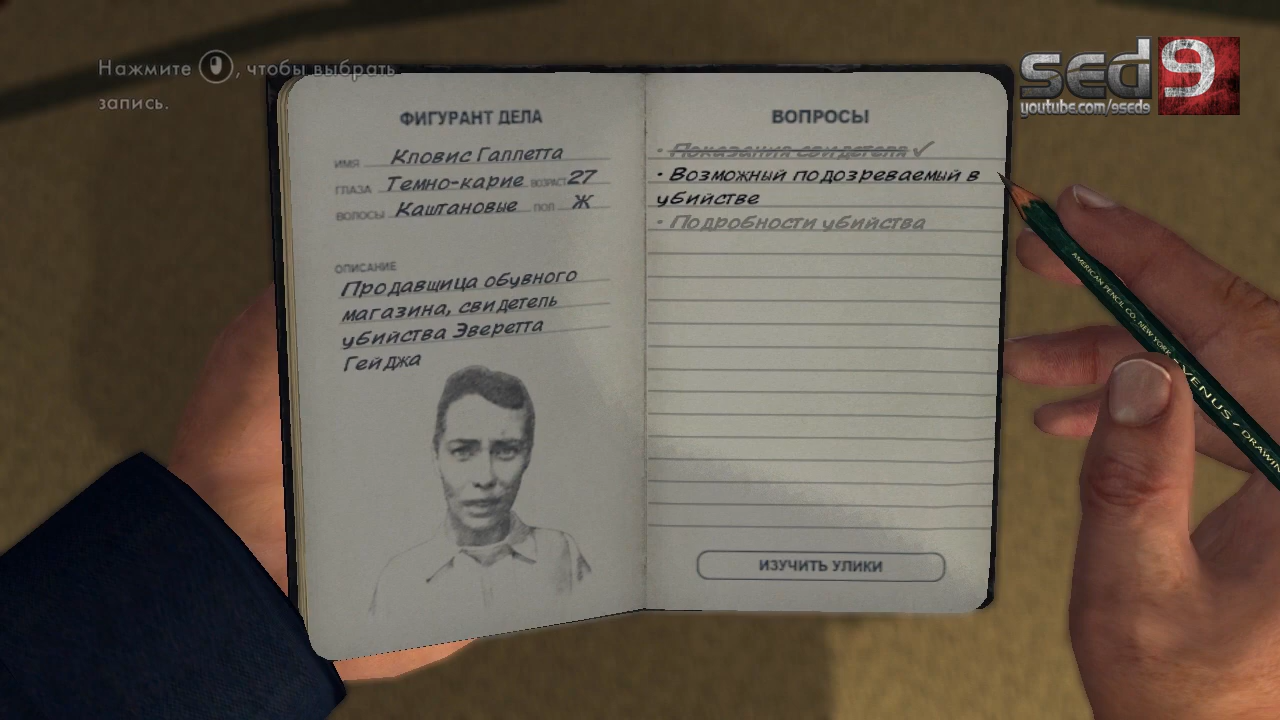 Нажмите , чтобы выбрать
запись.
sed9
youtube.com/9seds
ФИГУРАНТ ДЕЛА
ИМЯ Кловис Галлетта
ГЛАЗА Темно-карие ВОЗРАСТ 27
ВОЛОСЫ Каштановые ПОЛ Ж
ОПИСАНИЕ
Продавщица обувного
магазина, свидетель
убийства Эверетта
Гейджа
ВОПРОСЫ
· Показания свидетеля ✓
· Возможный подозреваемый в
убийстве
· Подробности убийства
ИЗУЧИТЬ УЛИКИ
AMERICAN PENCIL CO. NEW YORK - VENUS / DRAWIN